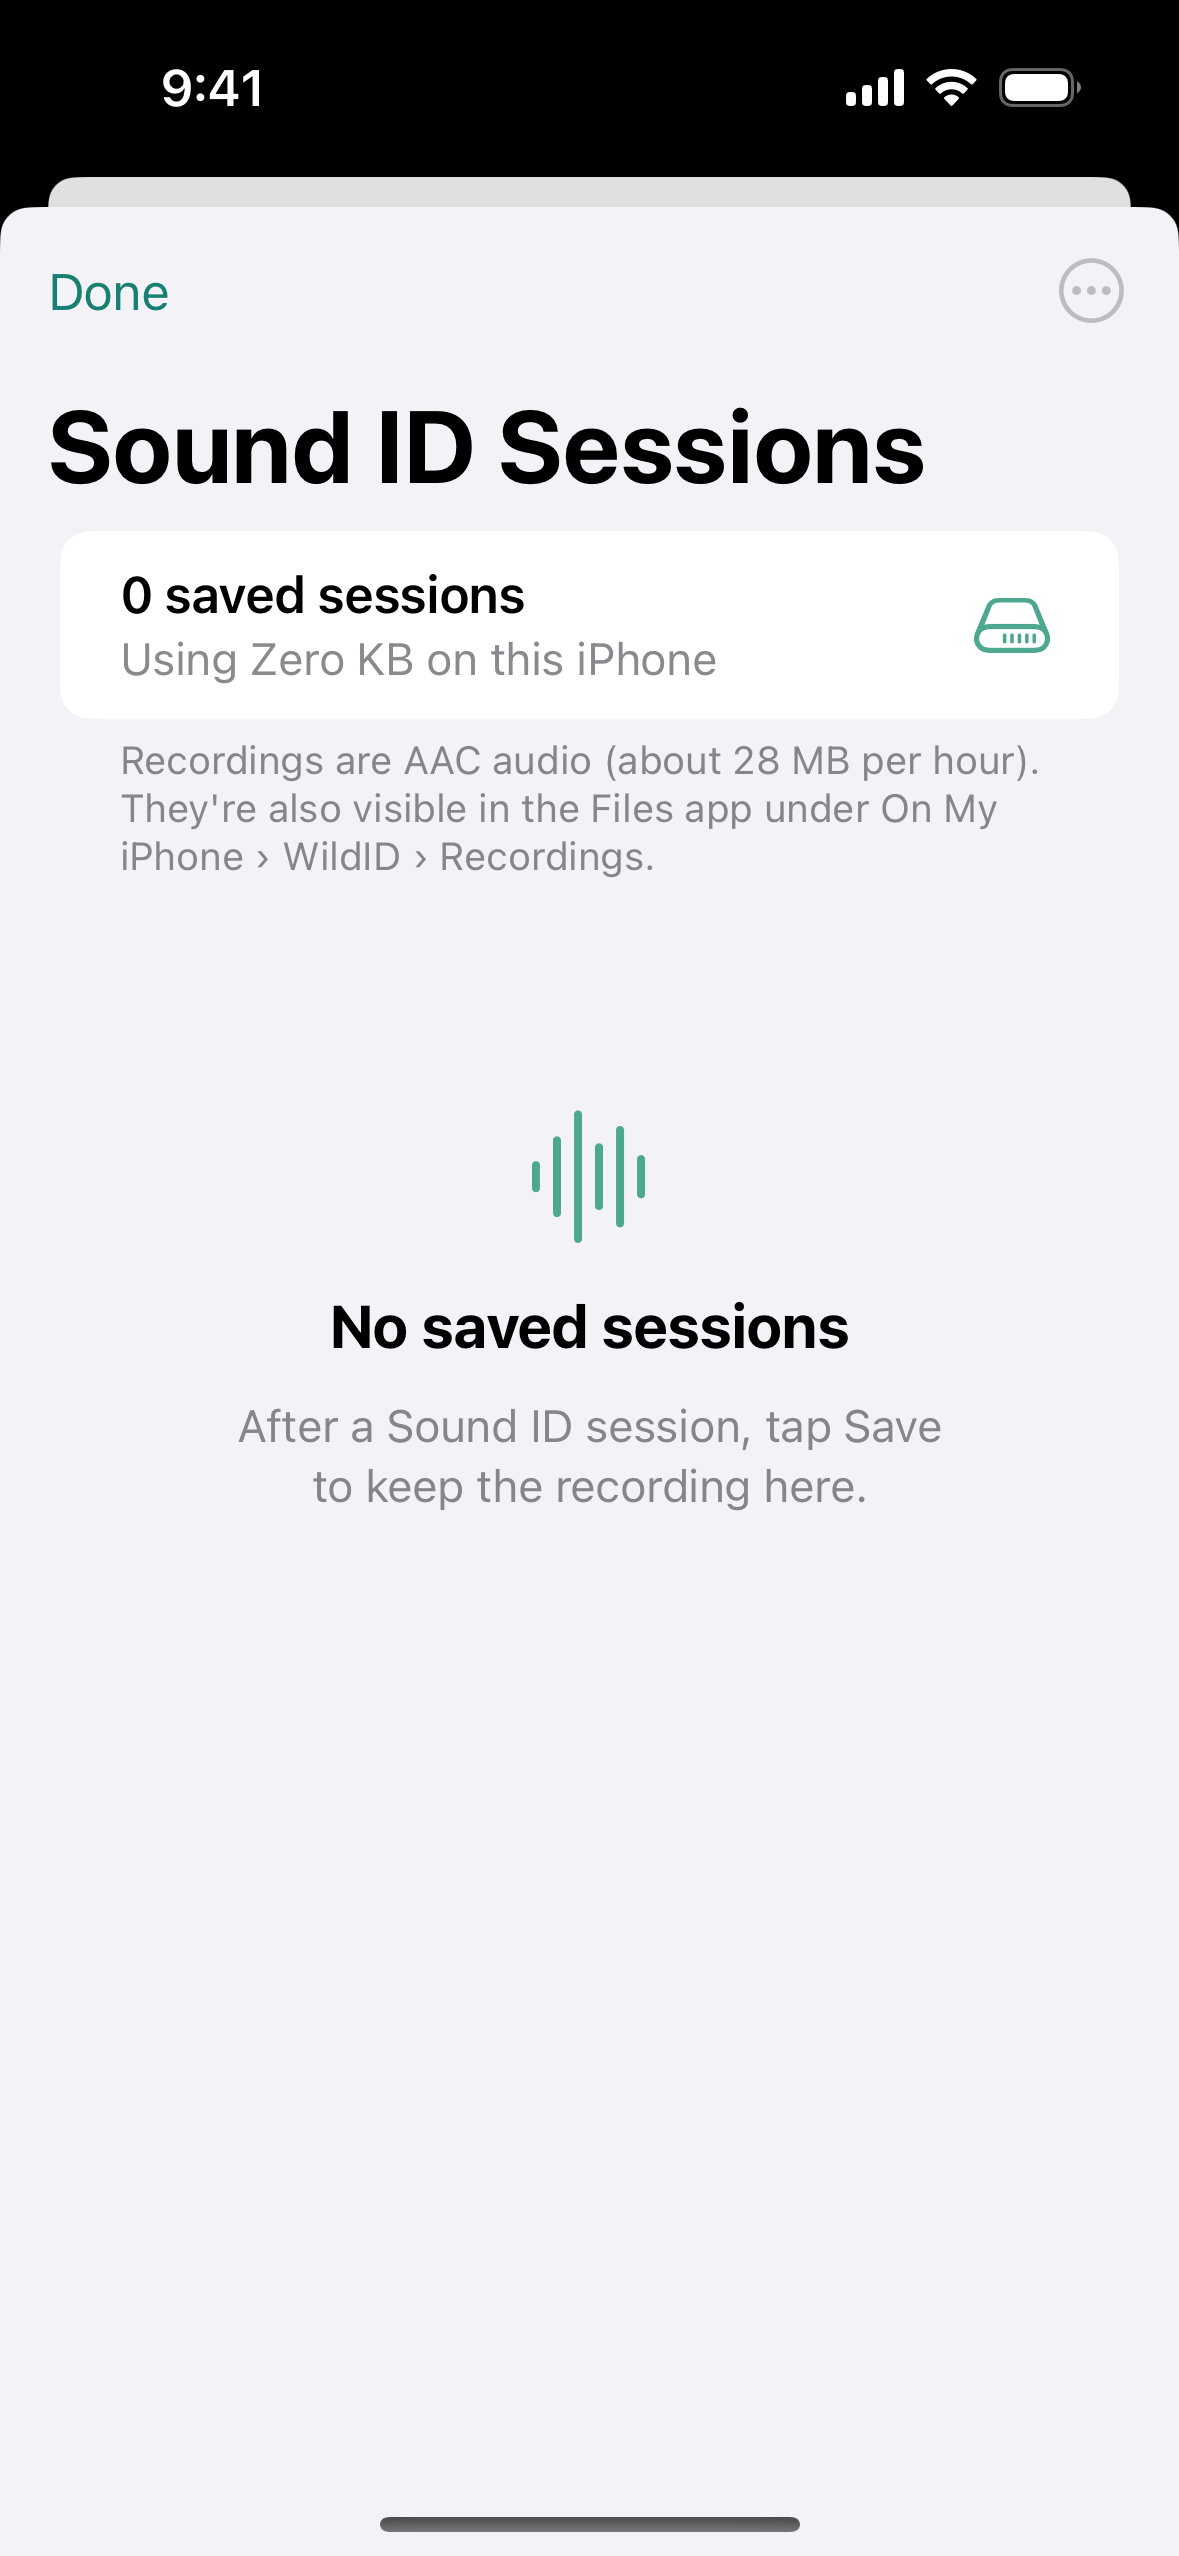 9:41
Done
Sound ID Sessions
0 saved sessions
Using Zero KB on this iPhone
Recordings are AAC audio (about 28 MB per hour).
They're also visible in the Files app under On My
iPhone › WildID › Recordings.
No saved sessions
After a Sound ID session, tap Save
to keep the recording here.